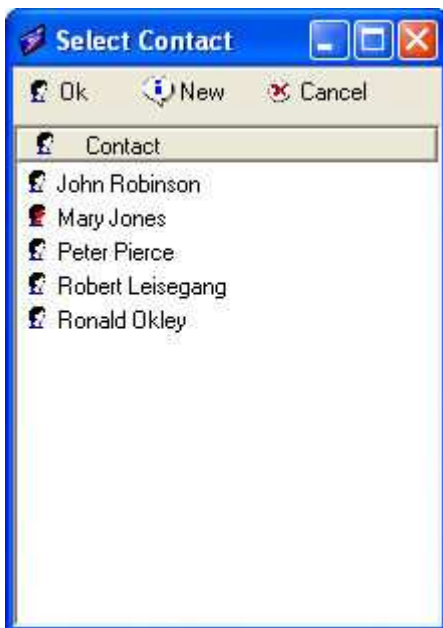 Select Contact
Ok New Cancel
Contact
John Robinson
Mary Jones
Peter Pierce
Robert Leisegang
Ronald Okley